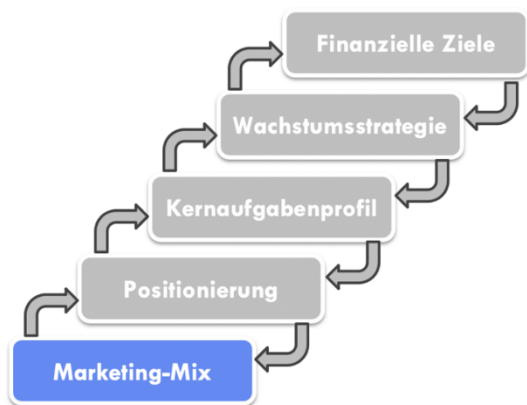 Finanzielle Ziele
Wachstumsstrategie
Kernaufgabenprofil
Positionierung
Marketing-Mix